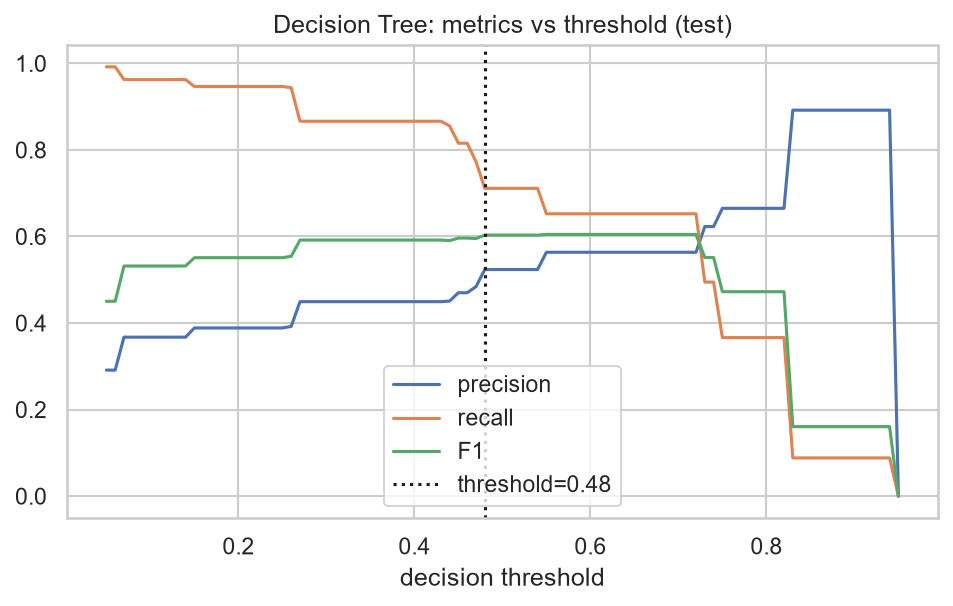 Decision Tree: metrics vs threshold (test)
1.0
0.8
0.6
0.4
0.2
0.0
precision
recall
F1
threshold=0.48
0.2 0.4 0.6 0.8
decision threshold